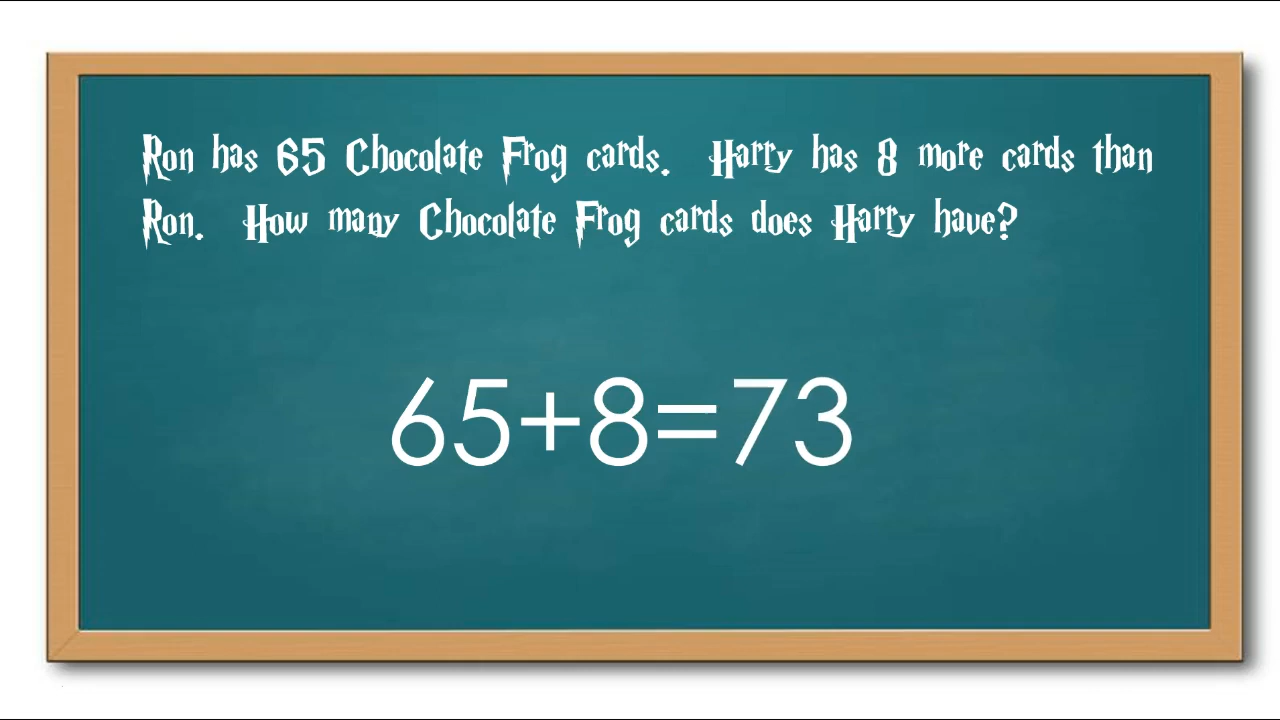 Ron has 65 Chocolate Frog cards. Harry has 8 more cards than
Ron. How many Chocolate Frog cards does Harry have?
65+8=73